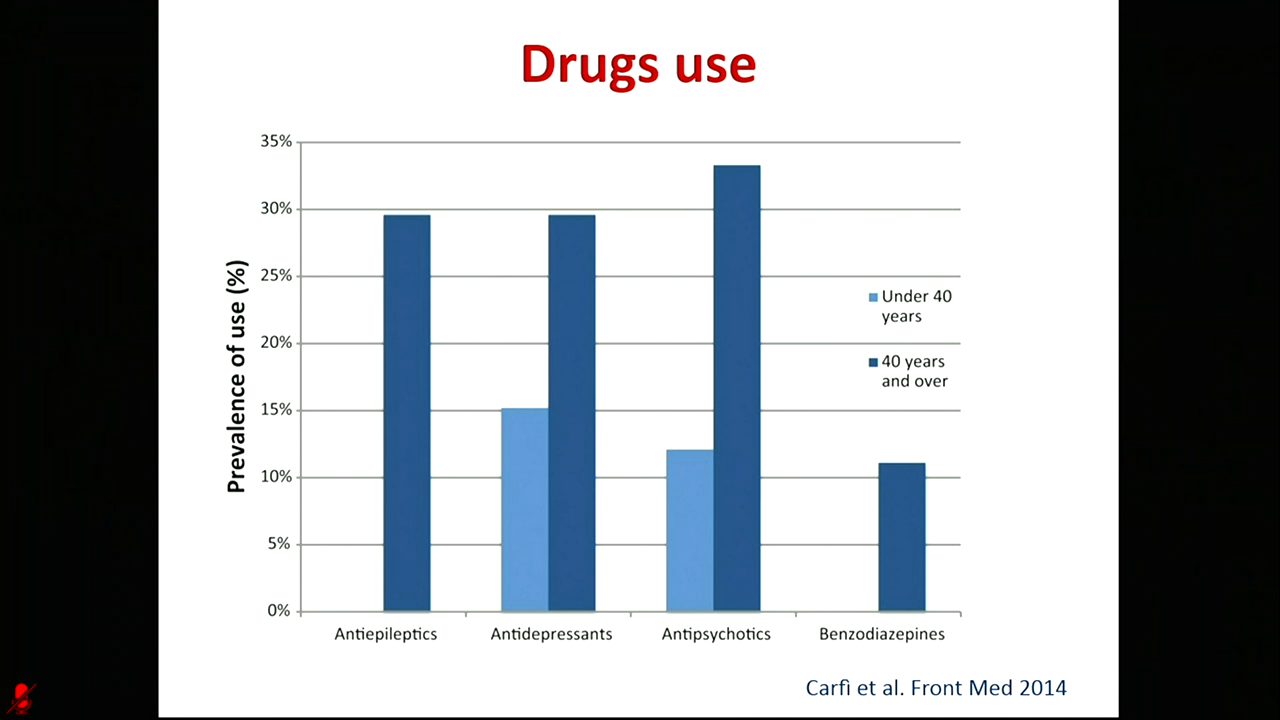 Drugs use
35%
30%
25%
20%
15%
10%
5%
0%
Prevalence of use (%)
Under 40
years
40 years
and over
Antiepileptics
Antidepressants
Antipsychotics
Benzodiazepines
Carfì et al. Front Med 2014